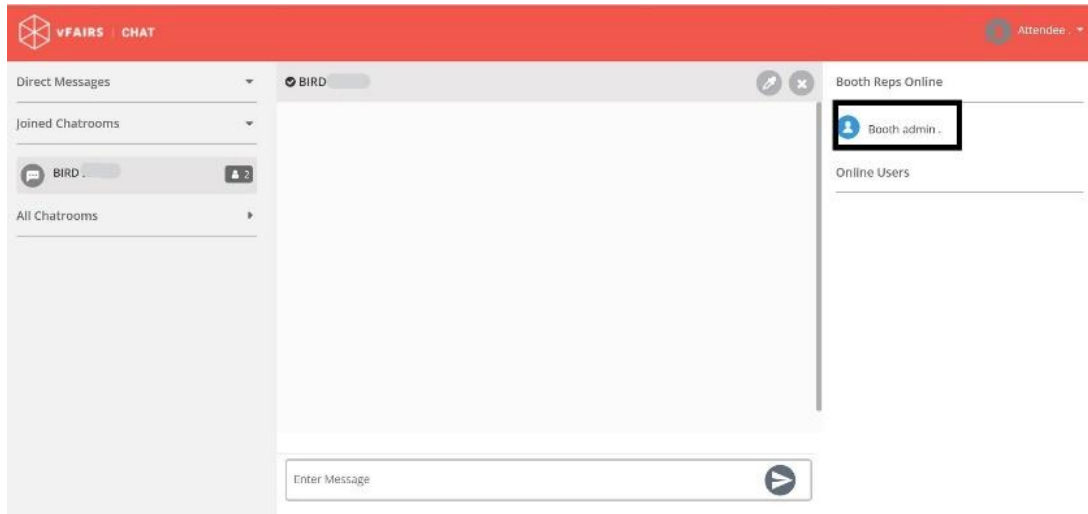 vFAIRS | CHAT
Attendee .
Direct Messages
Joined Chatrooms
BIRD .
2
All Chatrooms
BIRD
Enter Message
Booth Reps Online
Booth admin .
Online Users